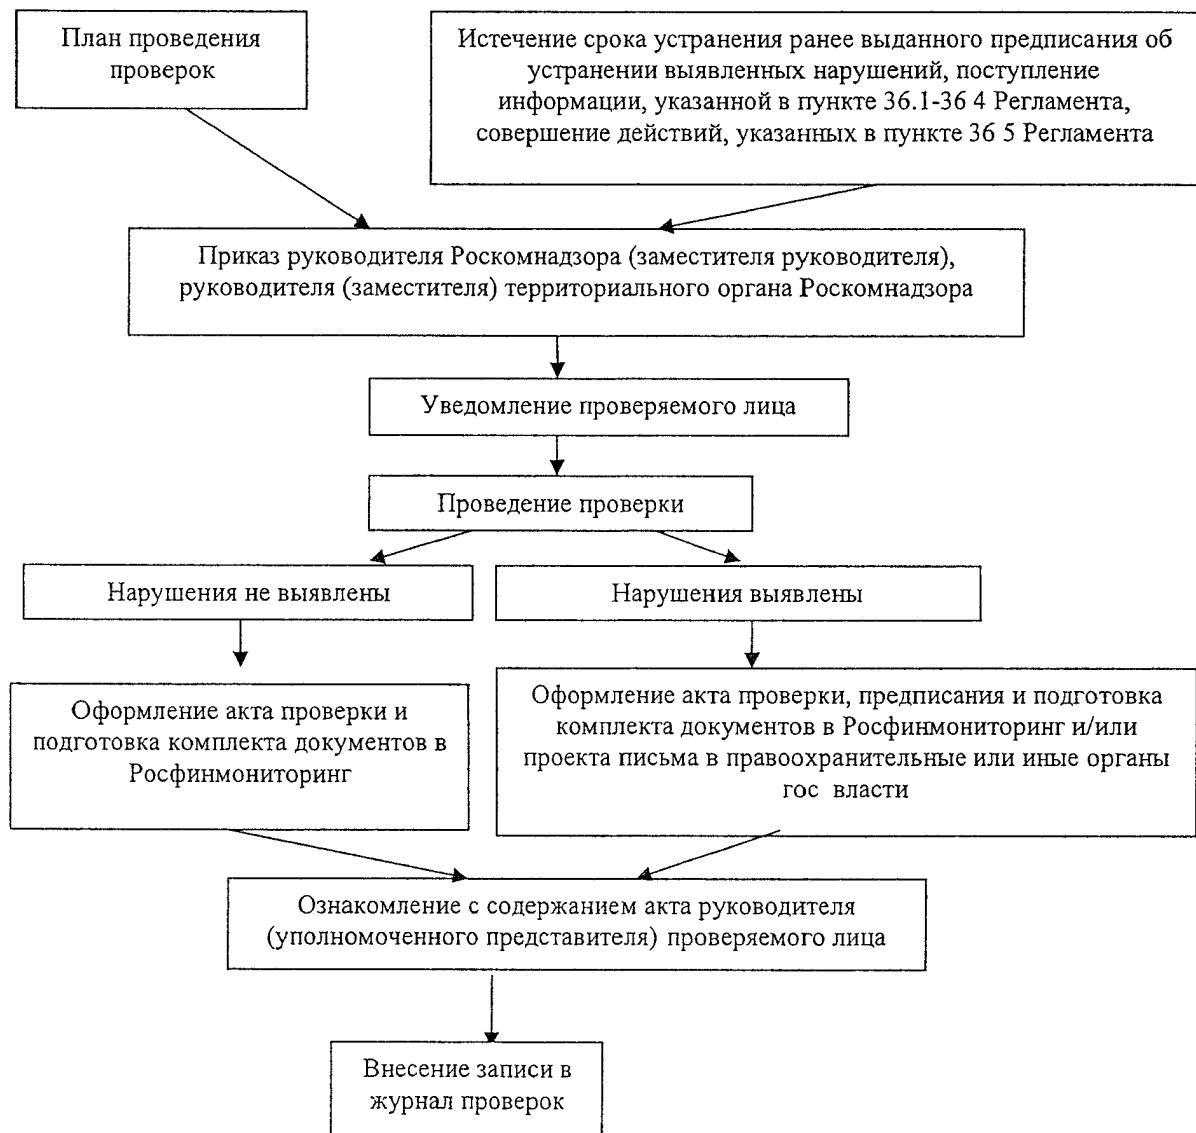 План проведения
проверок
Истечение срока устранения ранее выданного предписания об
устранении выявленных нарушений, поступление
информации, указанной в пункте 36.1-36 4 Регламента,
совершение действий, указанных в пункте 36 5 Регламента
Приказ руководителя Роскомнадзора (заместителя руководителя),
руководителя (заместителя) территориального органа Роскомнадзора
Уведомление проверяемого лица
Проведение проверки
Нарушения не выявлены
Нарушения выявлены
Оформление акта проверки и
подготовка комплекта документов в
Росфинмониторинг
Оформление акта проверки, предписания и подготовка
комплекта документов в Росфинмониторинг и/или
проекта письма в правоохранительные или иные органы
гос власти
Ознакомление с содержанием акта руководителя
(уполномоченного представителя) проверяемого лица
Внесение записи в
журнал проверок